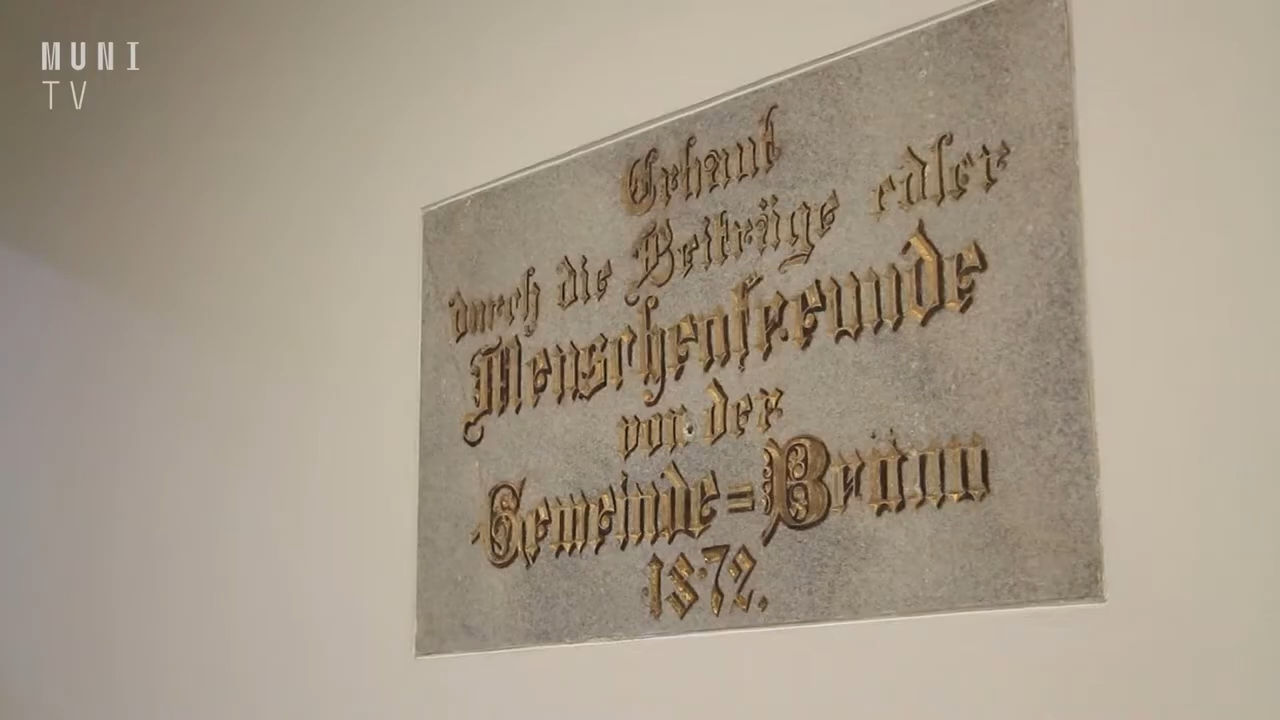 MUNI
TV
Erbaut
durch die Beiträge edler
Menschenfreunde
von der
Gemeinde=Brünn
1872.